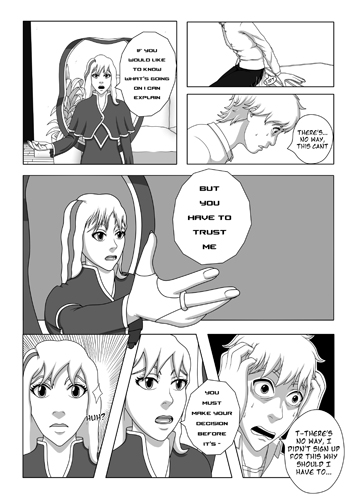 IF YOU
WOULD LIKE
TO KNOW
WHAT'S GOING
ON I CAN
EXPLAIN
THERE'S...
NO WAY,
THIS CANT
BUT
YOU
HAVE TO
TRUST
ME
HUH?
YOU
MUST
MAKE YOUR
DECISION
BEFORE
IT'S -
T-THERE'S
NO WAY, I
DIDN'T SIGN UP
FOR THIS WHY
SHOULD I
HAVE TO...